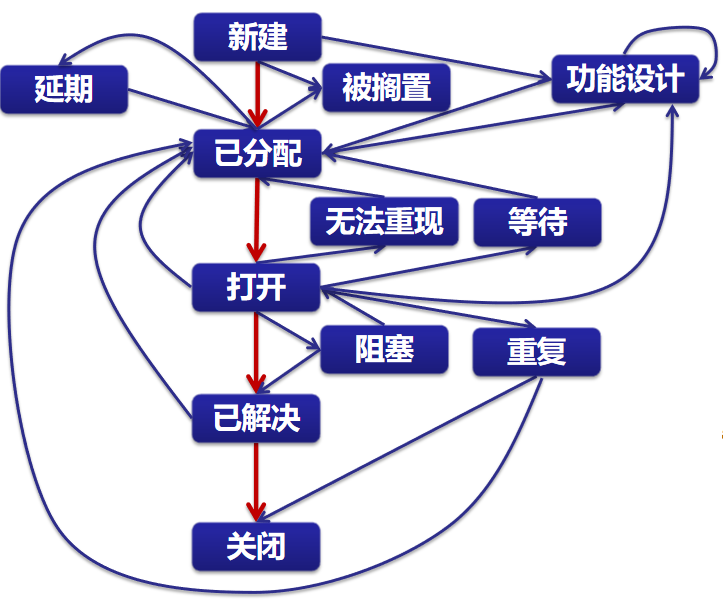 新建
功能设计
延期
被搁置
已分配
无法重现
等待
打开
阻塞
重复
已解决
关闭